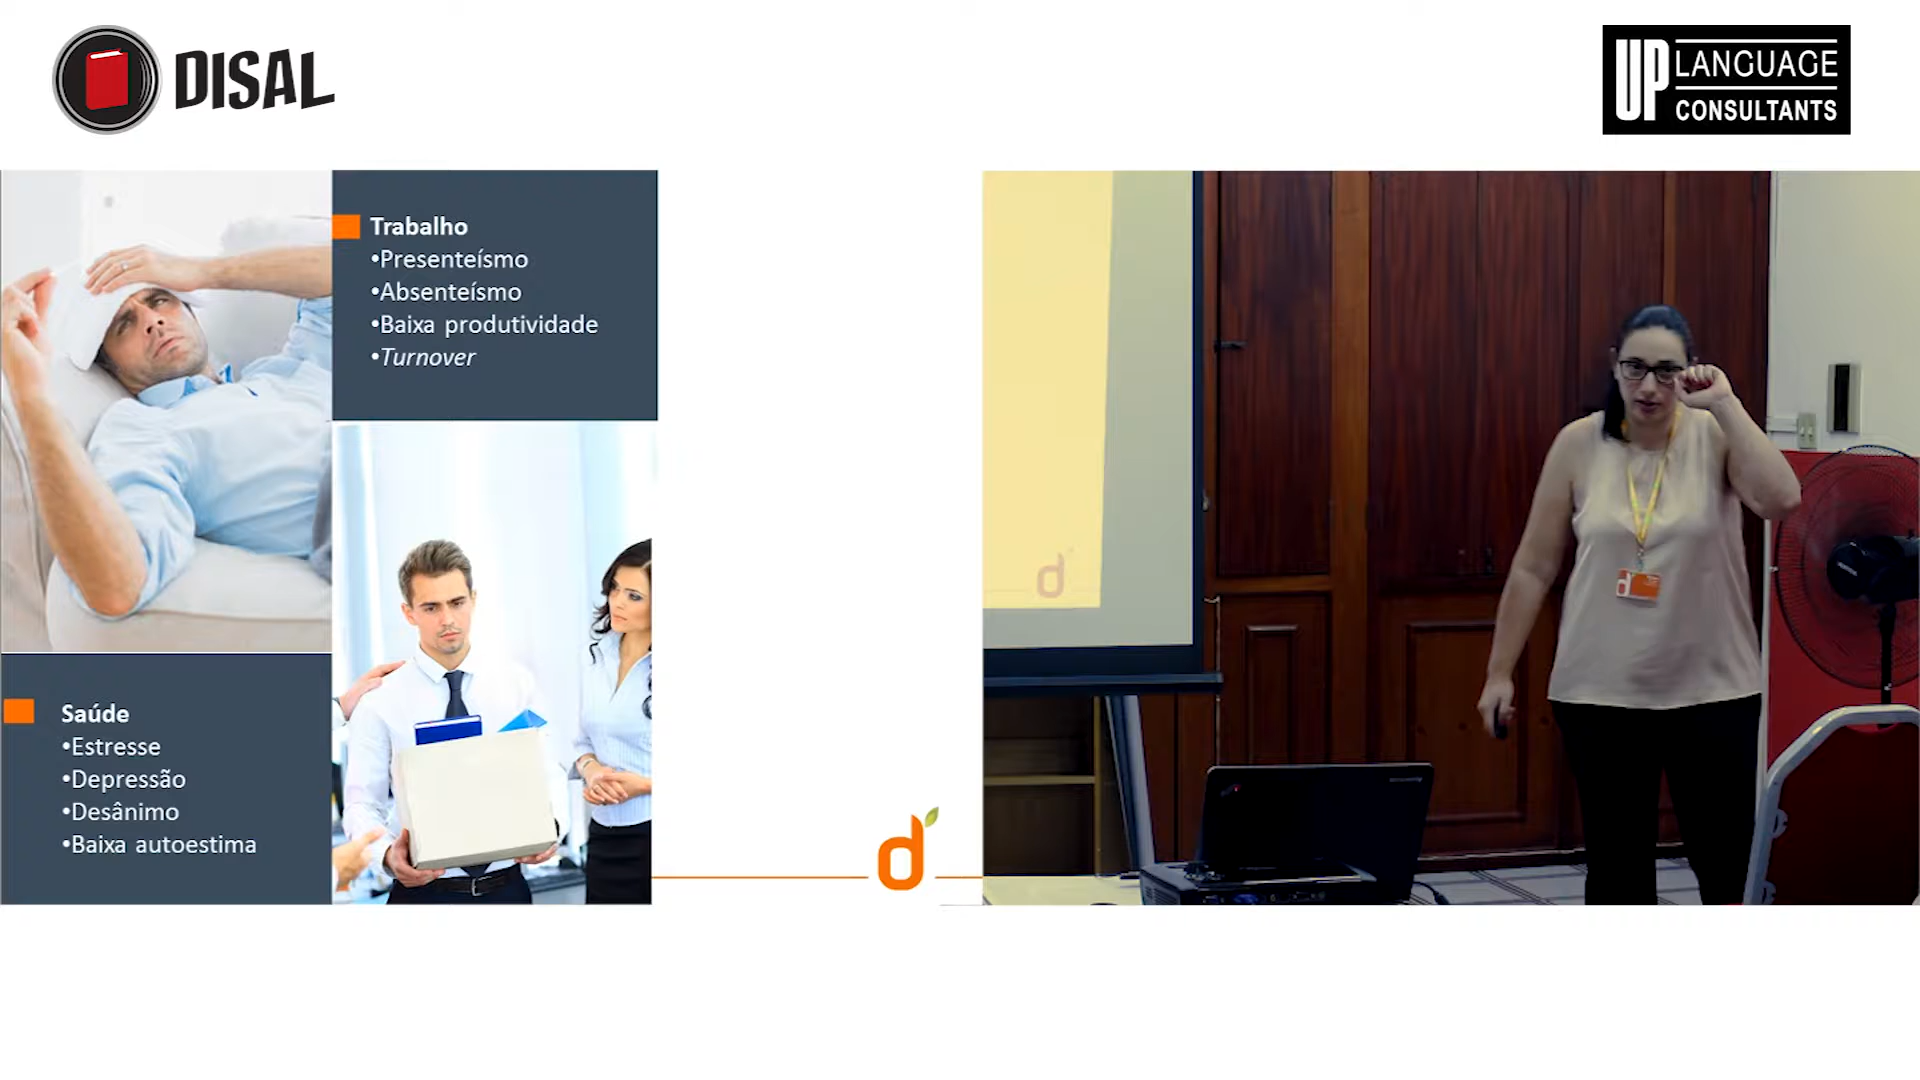 DISAL
UP LANGUAGE
CONSULTANTS
Trabalho
•Presenteísmo
•Absenteísmo
•Baixa produtividade
•Turnover
Saúde
•Estresse
•Depressão
•Desânimo
•Baixa autoestima
d
d
d